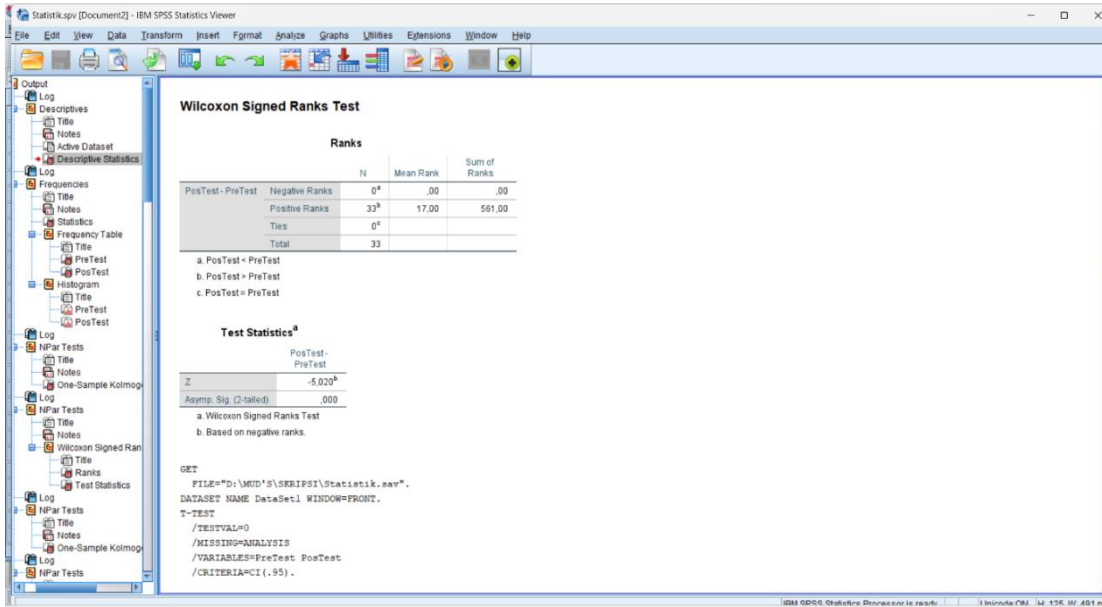 Statistik.spv [Document2] - IBM SPSS Statistics Viewer
File Edit View Data Transform Insert Format Analyze Graphs Utilities Extensions Window Help
Output
Log
Descriptives
Title
Notes
Active Dataset
Descriptive Statistics
Log
Frequencies
Title
Notes
Statistics
Frequency Table
Title
PreTest
PosTest
Histogram
Title
PreTest
PosTest
Log
NPar Tests
Title
Notes
One-Sample Kolmog
Log
NPar Tests
Title
Notes
Wilcoxon Signed Ran
Title
Ranks
Test Statistics
Log
NPar Tests
Title
Notes
One-Sample Kolmog
Log
NPar Tests
Wilcoxon Signed Ranks Test
Ranks
N Mean Rank Sum of Ranks
PosTest - PreTest Negative Ranks 0a ,00 ,00
Positive Ranks 33b 17,00 561,00
Ties 0c
Total 33
a. PosTest < PreTest
b. PosTest > PreTest
c. PosTest = PreTest
Test Statisticsa
PosTest - PreTest
Z -5,020b
Asymp. Sig. (2-tailed) ,000
a. Wilcoxon Signed Ranks Test
b. Based on negative ranks.
GET
FILE="D:\MUD'S\SKRIPSI\Statistik.sav".
DATASET NAME DataSet1 WINDOW=FRONT.
T-TEST
/TESTVAL=0
/MISSING=ANALYSIS
/VARIABLES=PreTest PosTest
/CRITERIA=CI(.95).
IBM SPSS Statistics Processor is ready Unicode:ON H: 125, W: 491